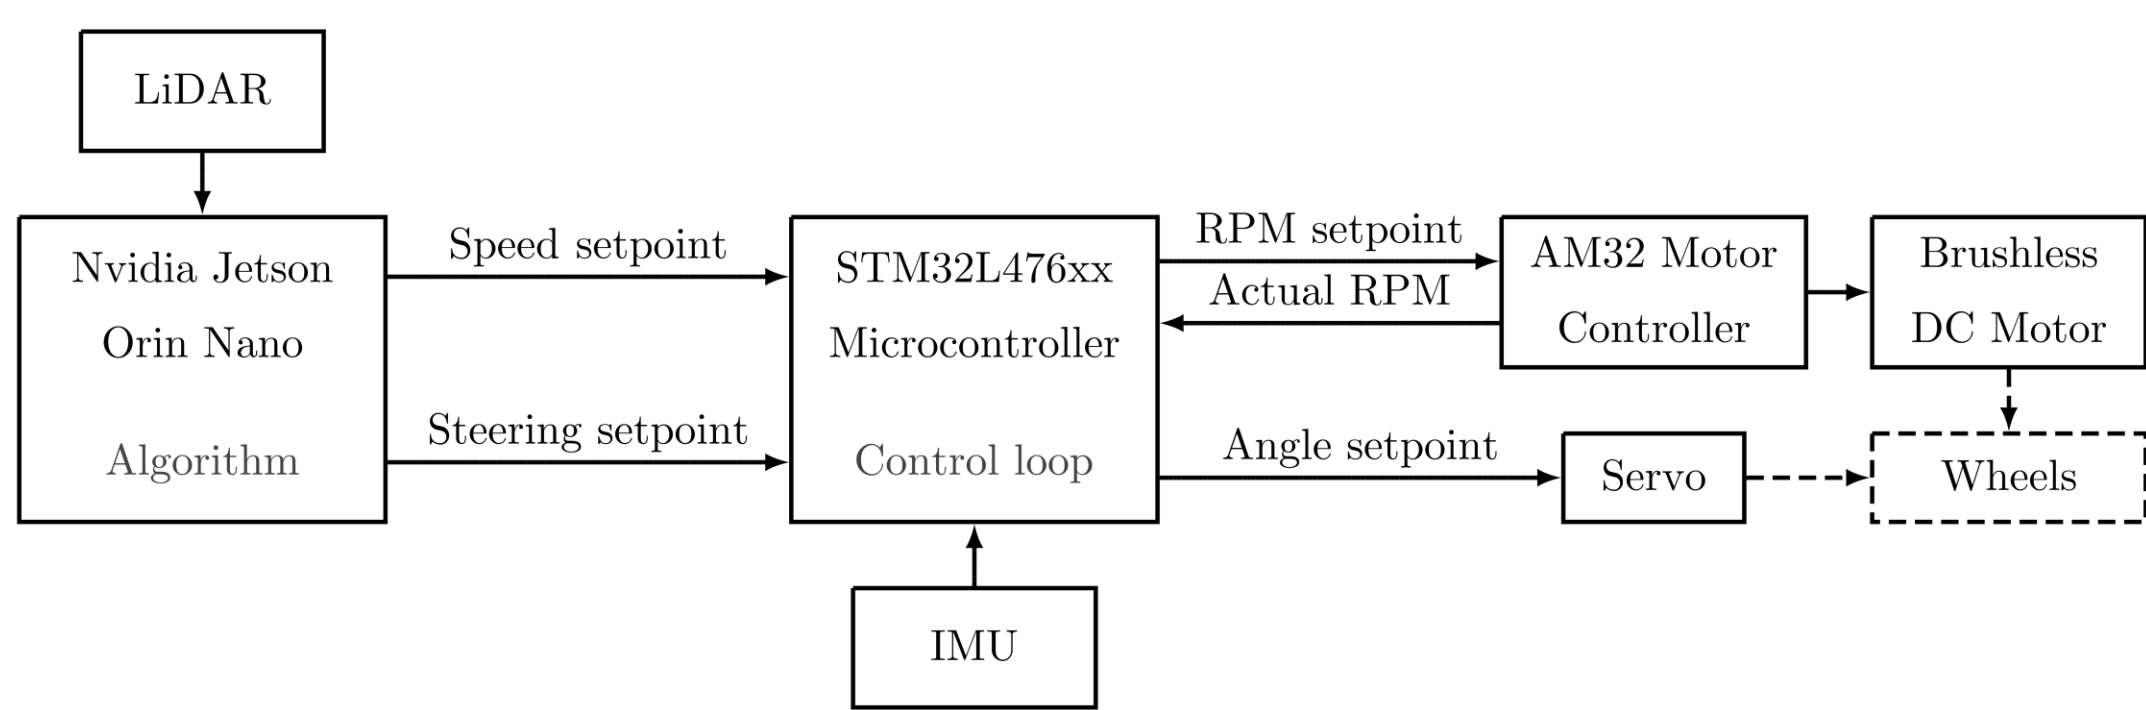 LiDAR
Nvidia Jetson
Orin Nano
Algorithm
Speed setpoint
Steering setpoint
STM32L476xx
Microcontroller
Control loop
IMU
RPM setpoint
Actual RPM
Angle setpoint
AM32 Motor
Controller
Brushless
DC Motor
Servo
Wheels